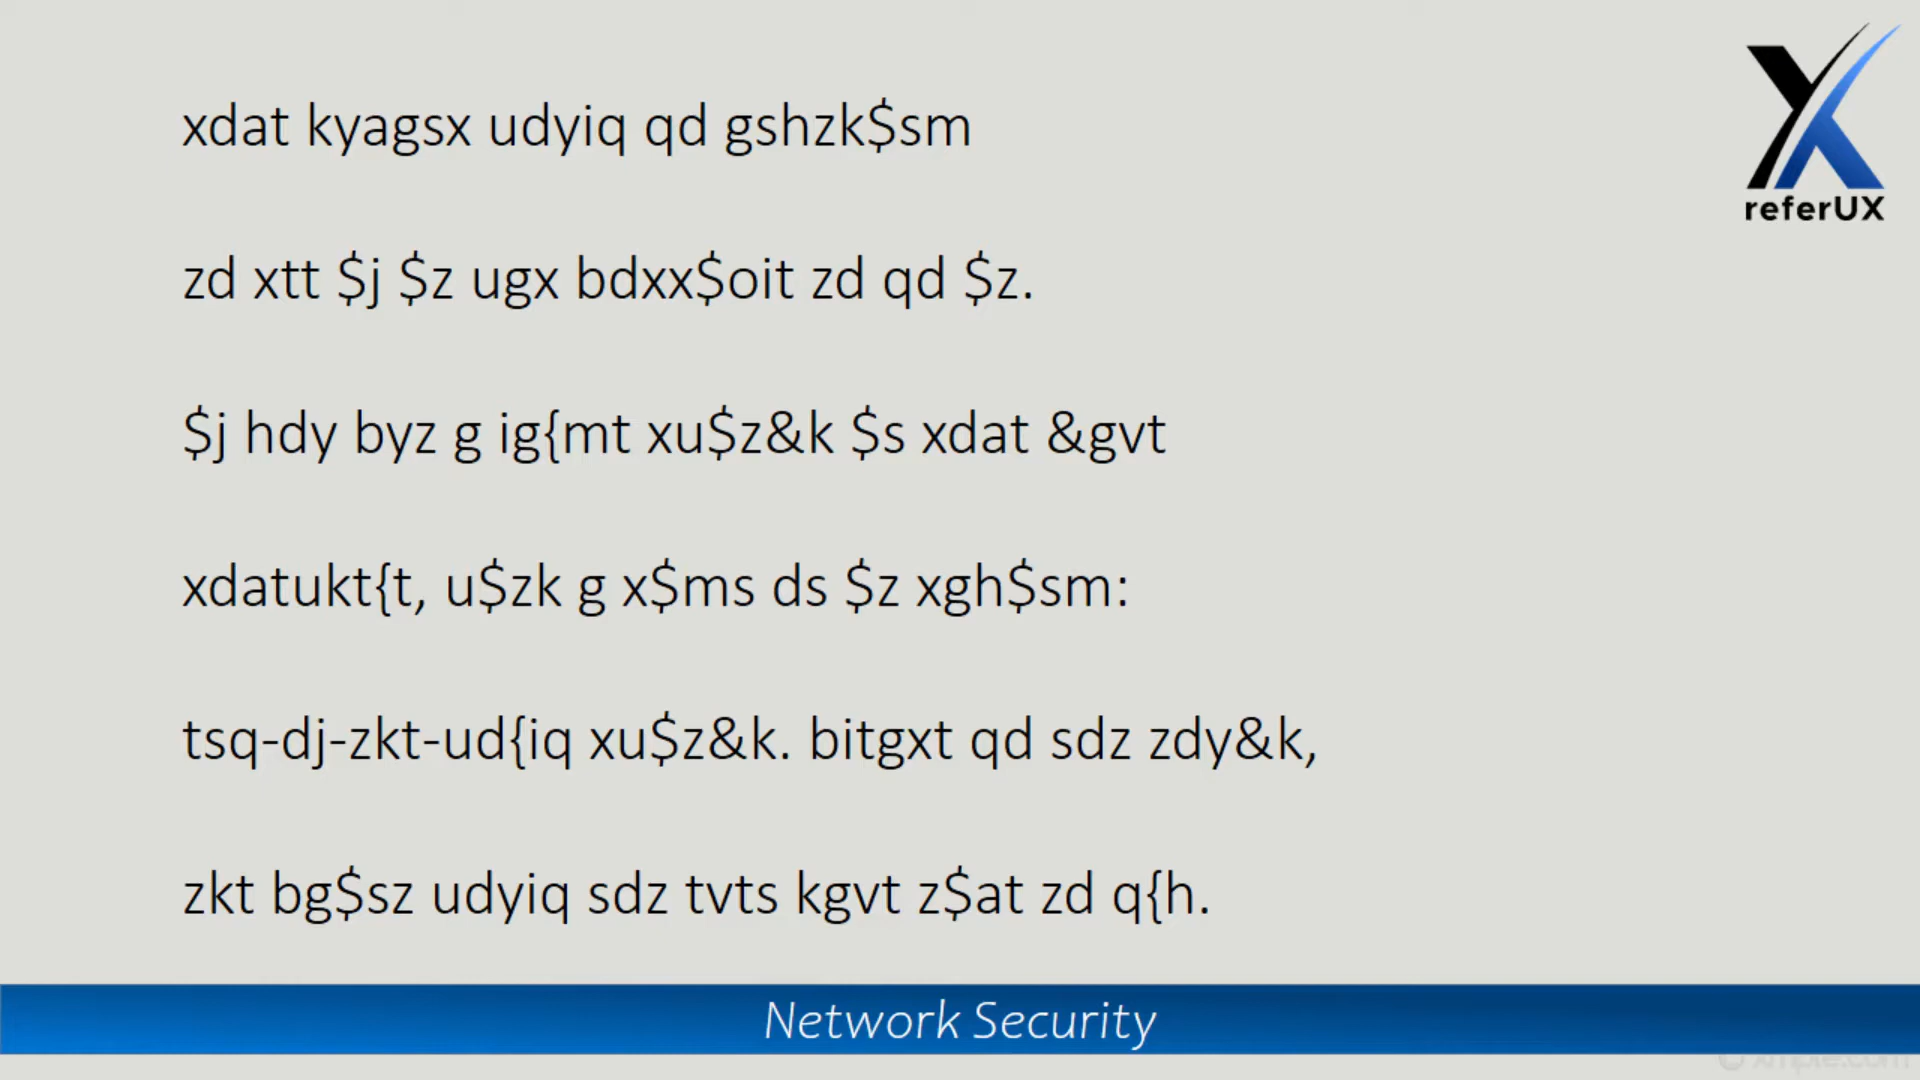 xdat kyagsx udyiq qd gshzk$sm
zd xtt $j $z ugx bdxx$oit zd qd $z.
$j hdy byz g ig{mt xu$z&k $s xdat &gvt
xdatukt{t, u$zk g x$ms ds $z xgh$sm:
tsq-dj-zkt-ud{iq xu$z&k. bitgxt qd sdz zdy&k,
zkt bg$sz udyiq sdz tvts kgvt z$at zd q{h.
referUX
Network Security